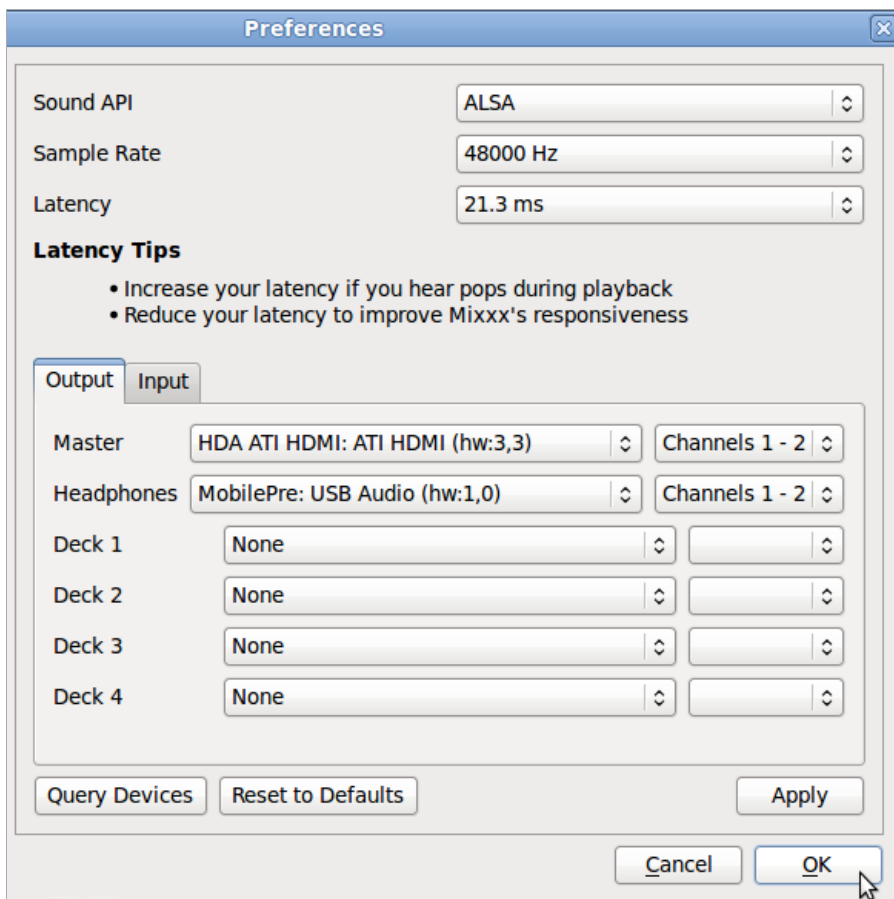 Preferences
Sound API ALSA
Sample Rate 48000 Hz
Latency 21.3 ms
Latency Tips
• Increase your latency if you hear pops during playback
• Reduce your latency to improve Mixxx's responsiveness
Output Input
Master HDA ATI HDMI: ATI HDMI (hw:3,3) Channels 1 - 2
Headphones MobilePre: USB Audio (hw:1,0) Channels 1 - 2
Deck 1 None
Deck 2 None
Deck 3 None
Deck 4 None
Query Devices Reset to Defaults Apply
Cancel OK